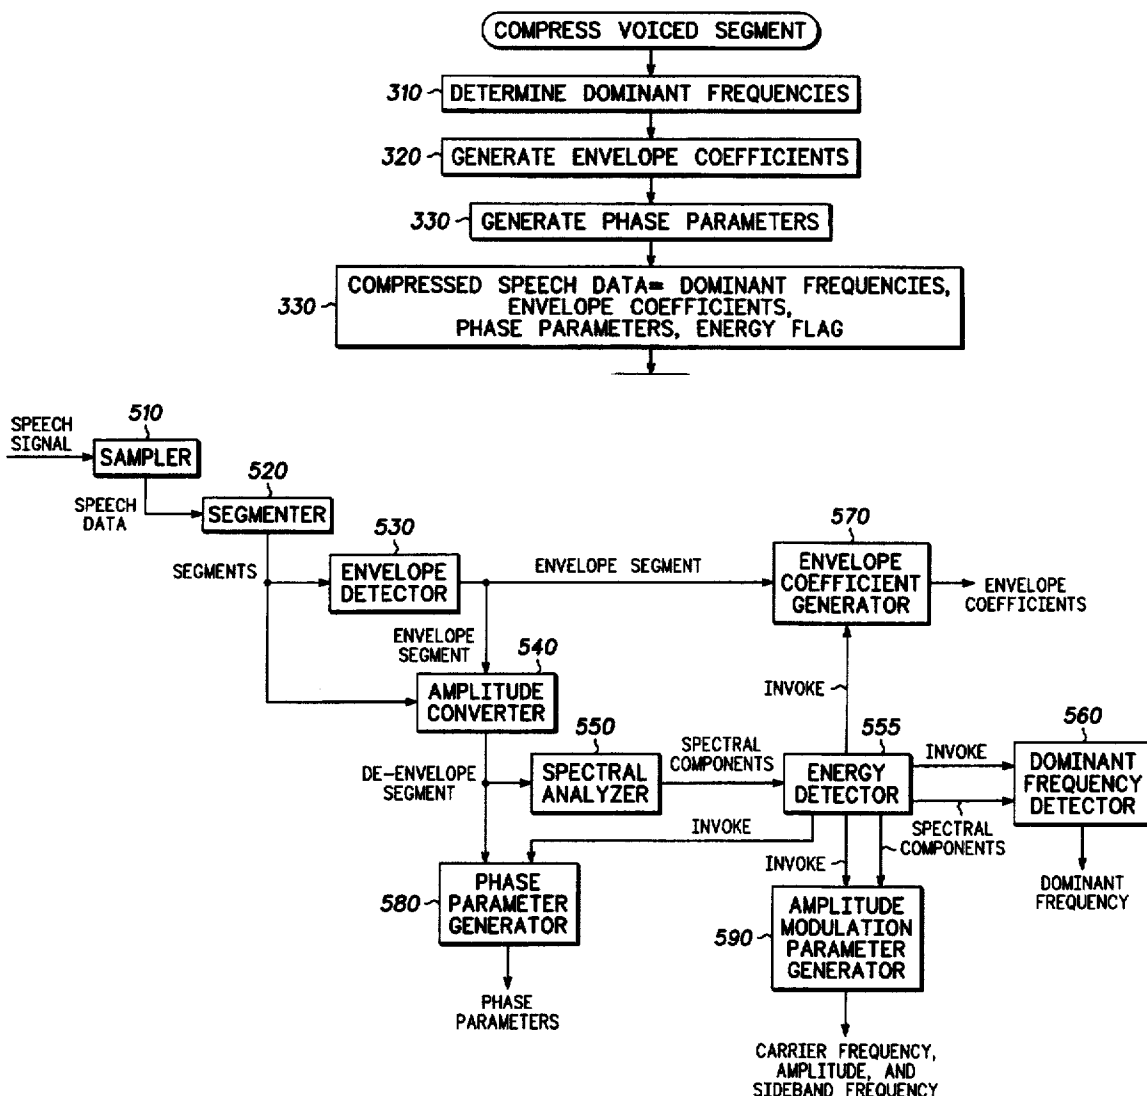 COMPRESS VOICED SEGMENT
310
DETERMINE DOMINANT FREQUENCIES
320
GENERATE ENVELOPE COEFFICIENTS
330
GENERATE PHASE PARAMETERS
330
COMPRESSED SPEECH DATA= DOMINANT FREQUENCIES,
ENVELOPE COEFFICIENTS,
PHASE PARAMETERS, ENERGY FLAG
SPEECH
SIGNAL
510
SAMPLER
SPEECH
DATA
520
SEGMENTER
SEGMENTS
530
ENVELOPE
DETECTOR
ENVELOPE SEGMENT
570
ENVELOPE
COEFFICIENT
GENERATOR
ENVELOPE
COEFFICIENTS
ENVELOPE
SEGMENT
540
AMPLITUDE
CONVERTER
INVOKE
DE-ENVELOPE
SEGMENT
550
SPECTRAL
ANALYZER
SPECTRAL
COMPONENTS
555
ENERGY
DETECTOR
INVOKE
560
DOMINANT
FREQUENCY
DETECTOR
SPECTRAL
COMPONENTS
INVOKE
INVOKE
DOMINANT
FREQUENCY
580
PHASE
PARAMETER
GENERATOR
PHASE
PARAMETERS
590
AMPLITUDE
MODULATION
PARAMETER
GENERATOR
CARRIER FREQUENCY,
AMPLITUDE, AND
SIDEBAND FREQUENCY